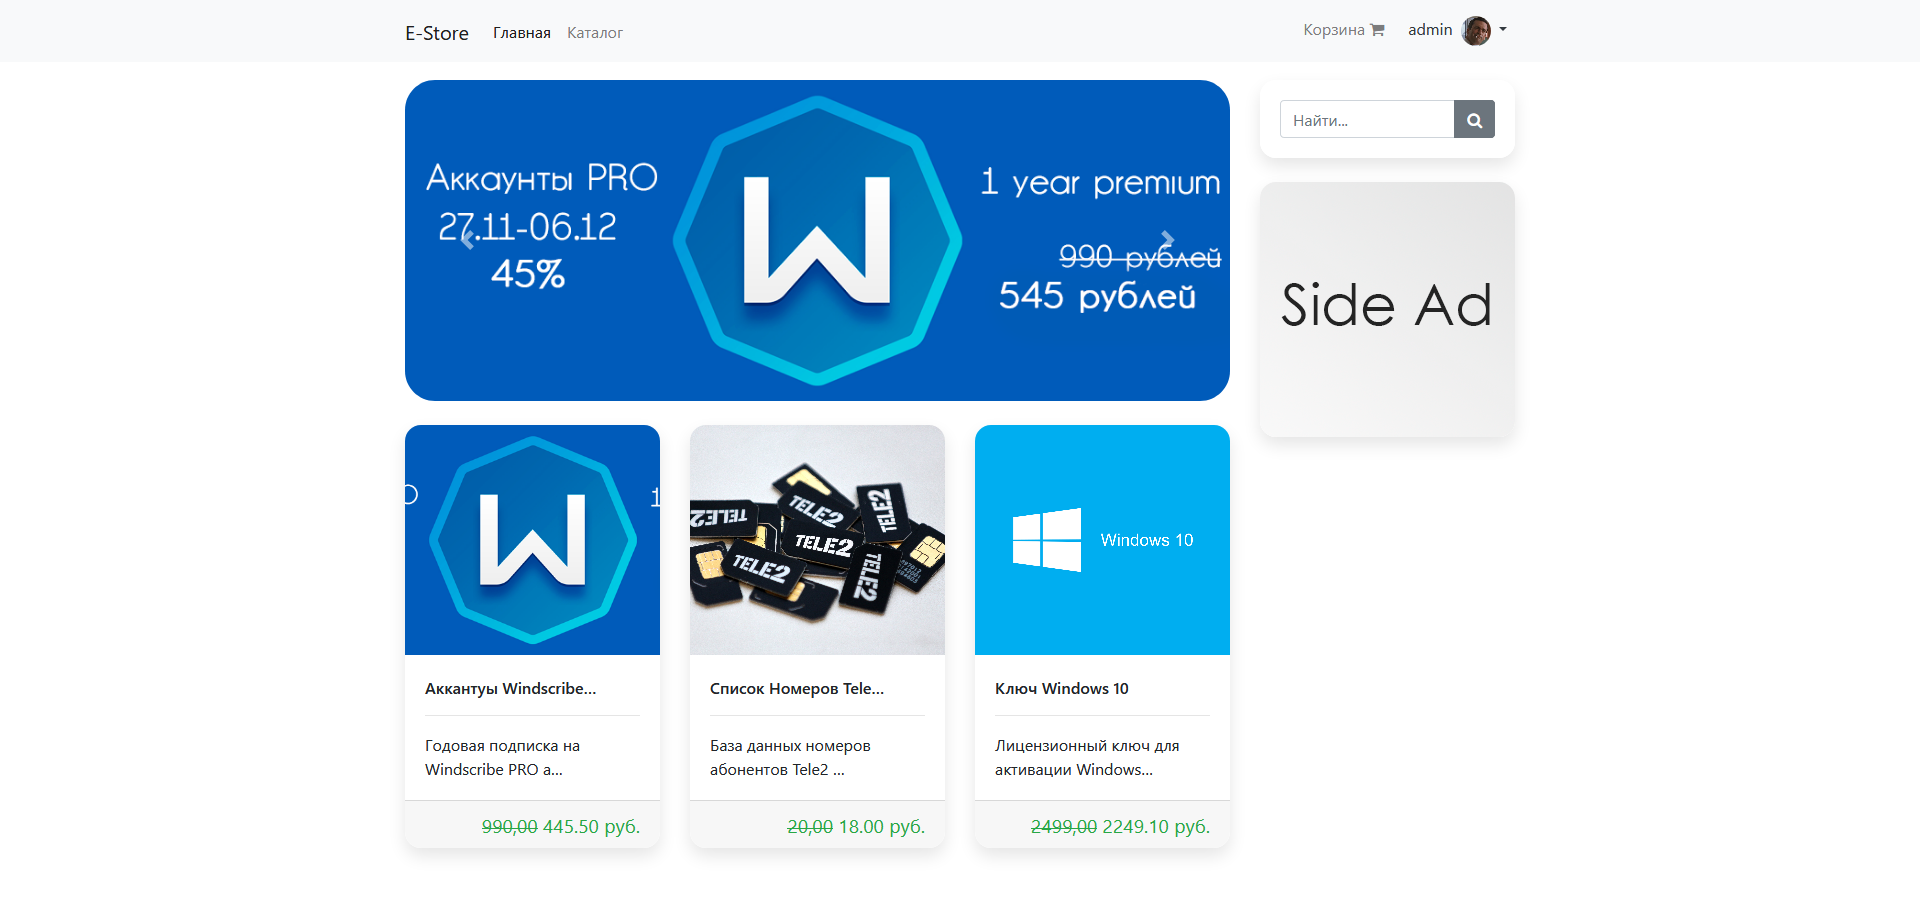 E-Store
Главная
Каталог
Корзина
admin
Аккаунты PRO
27.11-06.12
45%
W
1 year premium
990 рублей
545 рублей
Найти...
Side Ad
O
W
1
TELE2
TELE2
TELE2
TELE2
TELE2
TELE2
Windows 10
Аккантуы Windscribe...
Годовая подписка на
Windscribe PRO а...
990,00 445.50 руб.
Список Номеров Tele...
База данных номеров
абонентов Tele2 ...
20,00 18.00 руб.
Ключ Windows 10
Лицензионный ключ для
активации Windows...
2499,00 2249.10 руб.